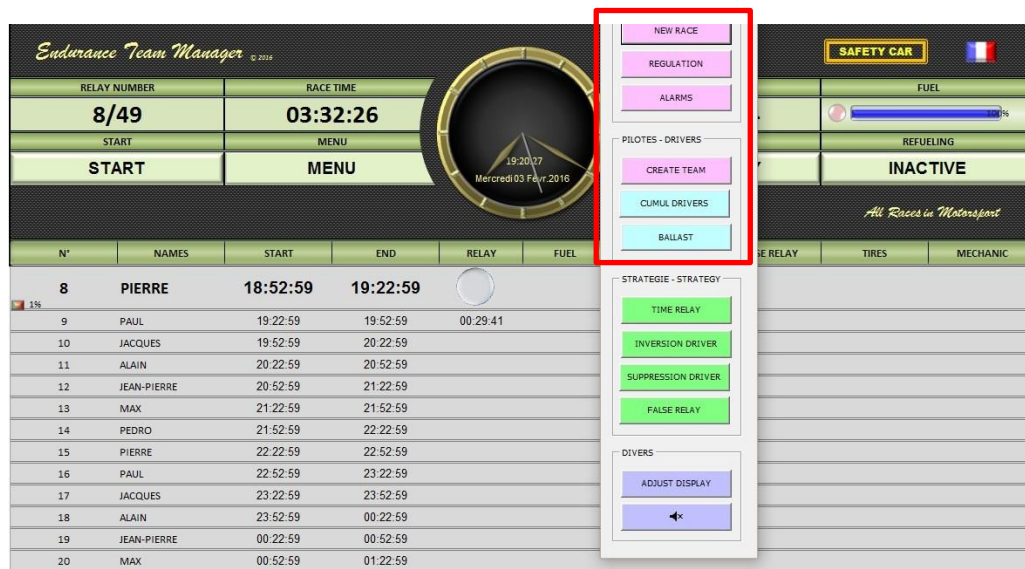 Endurance Team Manager © 2016
SAFETY CAR
RELAY NUMBER RACE TIME FUEL
8/49 03:32:26 100%
START MENU REFUELING
START MENU INACTIVE
19:20:27
Mercredi 03 Févr.2016
All Races in Motorsport
NEW RACE
REGULATION
ALARMS
PILOTES - DRIVERS
CREATE TEAM
CUMUL DRIVERS
BALLAST
STRATEGIE - STRATEGY
TIME RELAY
INVERSION DRIVER
SUPPRESSION DRIVER
FALSE RELAY
DIVERS
ADJUST DISPLAY
N° NAMES START END RELAY FUEL RELAY TIRES MECHANIC
8 PIERRE 18:52:59 19:22:59
1%
9 PAUL 19:22:59 19:52:59 00:29:41
10 JACQUES 19:52:59 20:22:59
11 ALAIN 20:22:59 20:52:59
12 JEAN-PIERRE 20:52:59 21:22:59
13 MAX 21:22:59 21:52:59
14 PEDRO 21:52:59 22:22:59
15 PIERRE 22:22:59 22:52:59
16 PAUL 22:52:59 23:22:59
17 JACQUES 23:22:59 23:52:59
18 ALAIN 23:52:59 00:22:59
19 JEAN-PIERRE 00:22:59 00:52:59
20 MAX 00:52:59 01:22:59